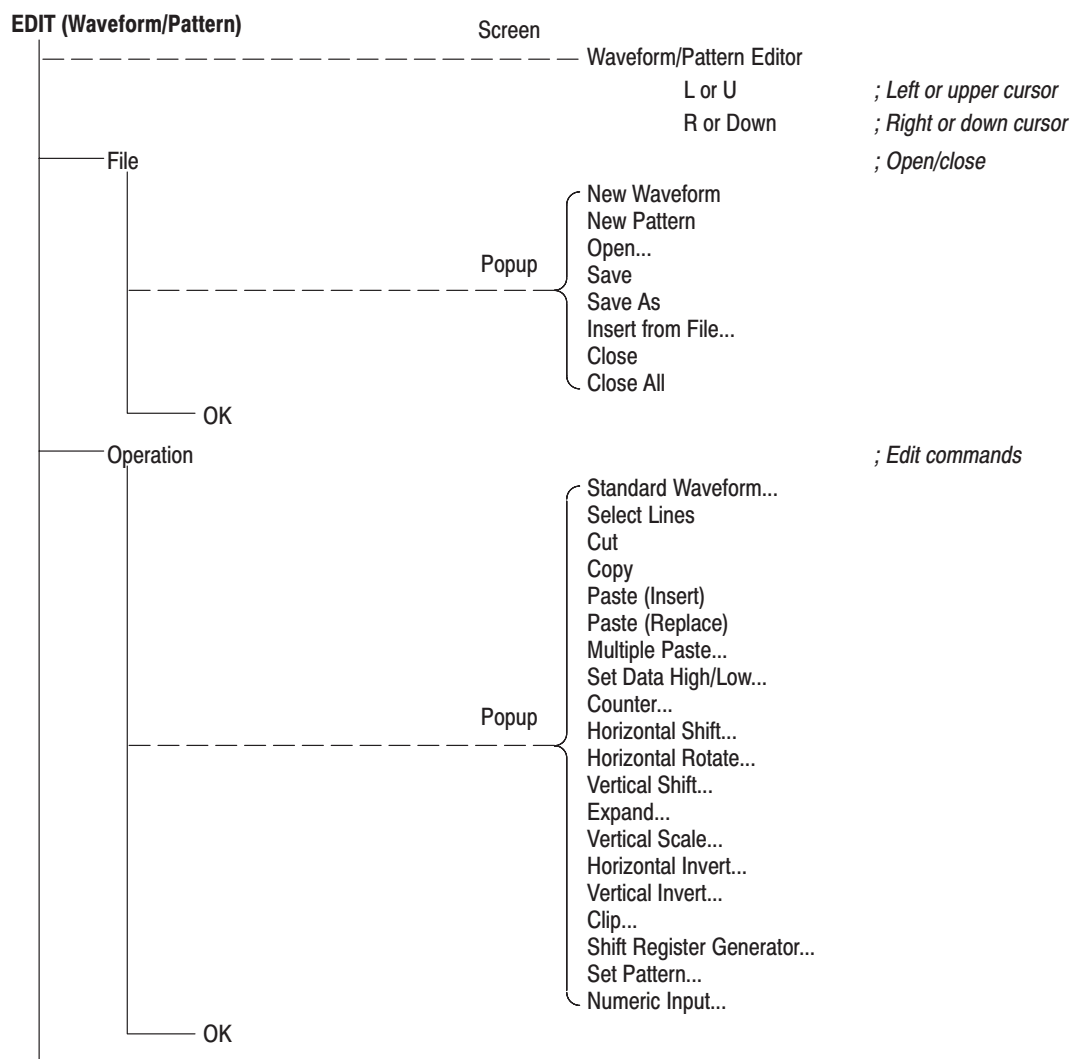 EDIT (Waveform/Pattern)
Screen
Waveform/Pattern Editor
L or U ; Left or upper cursor
R or Down ; Right or down cursor
File ; Open/close
New Waveform
New Pattern
Open...
Popup
Save
Save As
Insert from File...
Close
Close All
OK
Operation ; Edit commands
Standard Waveform...
Select Lines
Cut
Copy
Paste (Insert)
Paste (Replace)
Multiple Paste...
Set Data High/Low...
Counter...
Popup
Horizontal Shift...
Horizontal Rotate...
Vertical Shift...
Expand...
Vertical Scale...
Horizontal Invert...
Vertical Invert...
Clip...
Shift Register Generator...
Set Pattern...
Numeric Input...
OK